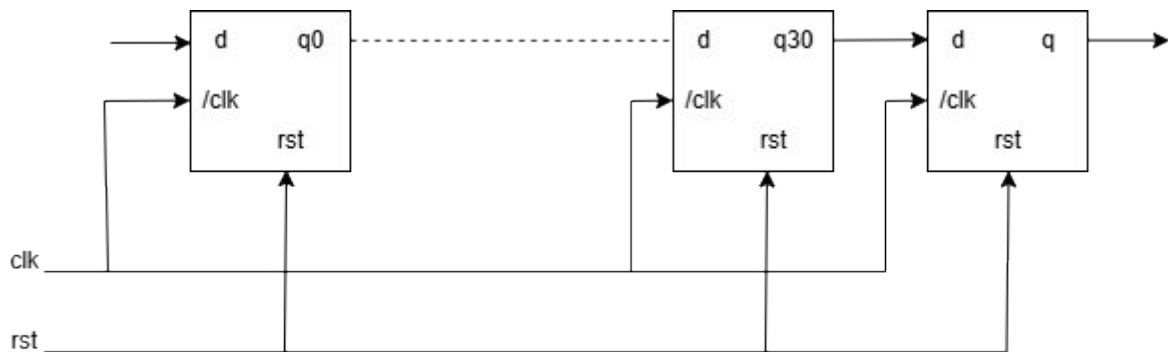 d q0 d q30 d q
/clk /clk /clk
rst rst rst
clk
rst